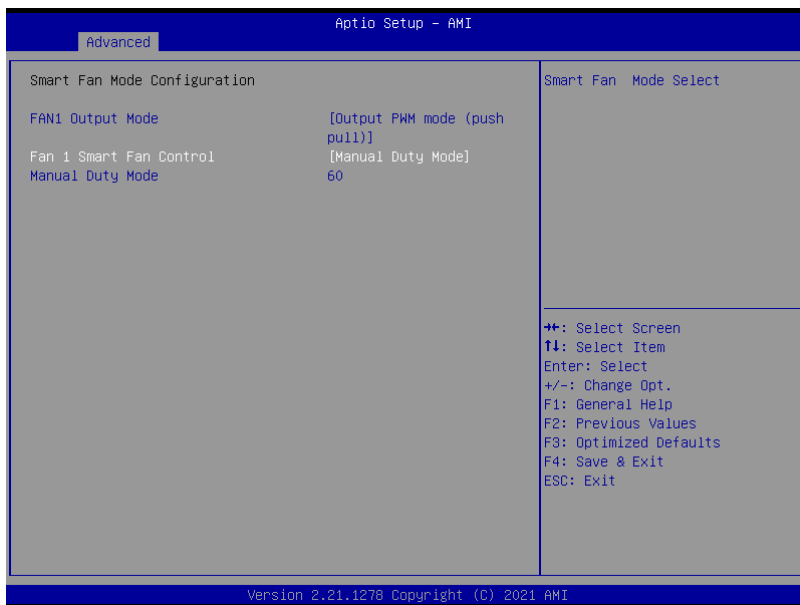 Aptio Setup – AMI
Advanced
Smart Fan Mode Configuration
FAN1 Output Mode [Output PWM mode (push
pull)]
Fan 1 Smart Fan Control [Manual Duty Mode]
Manual Duty Mode 60
Smart Fan  Mode Select
→←: Select Screen
↑↓: Select Item
Enter: Select
+/-: Change Opt.
F1: General Help
F2: Previous Values
F3: Optimized Defaults
F4: Save & Exit
ESC: Exit
Version 2.21.1278 Copyright (C) 2021 AMI